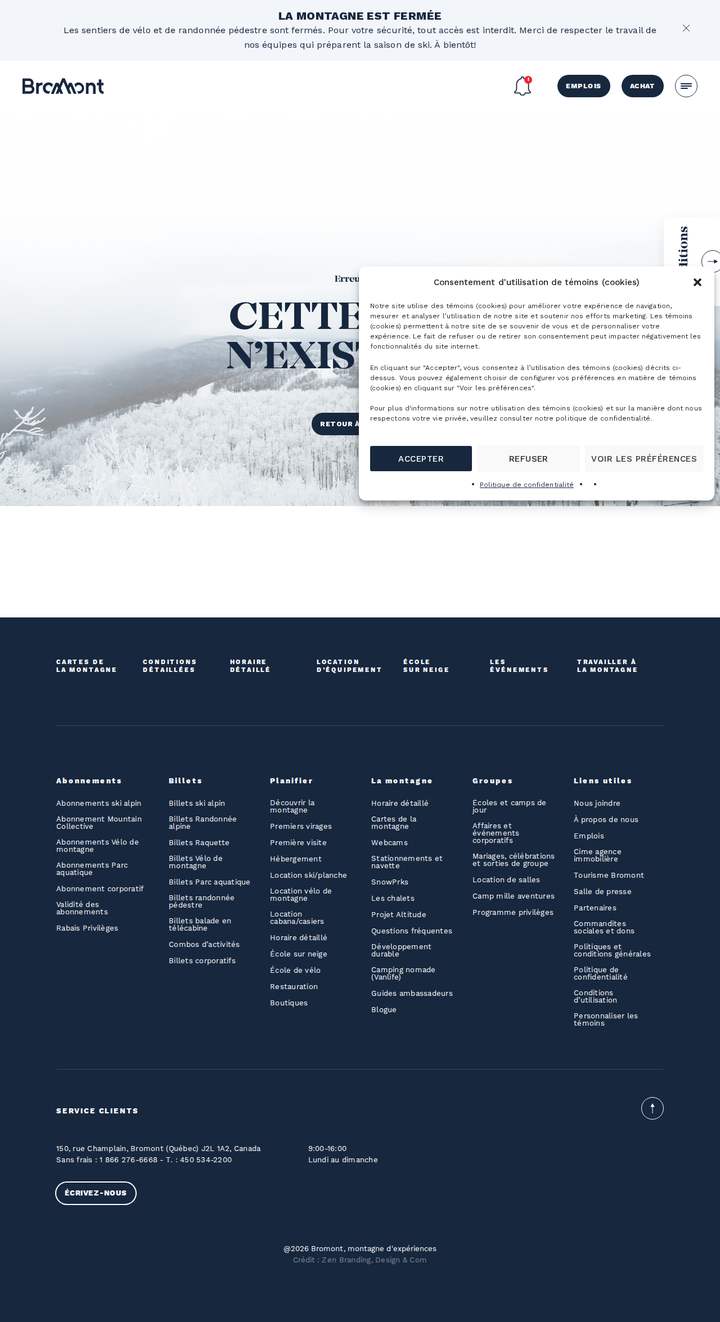 LA MONTAGNE EST FERMÉE
Les sentiers de vélo et de randonnée pédestre sont fermés. Pour votre sécurité, tout accès est interdit. Merci de respecter le travail de
nos équipes qui préparent la saison de ski. À bientôt!
Bromont
1
EMPLOIS
ACHAT
Consentement d'utilisation de témoins (cookies)
Notre site utilise des témoins (cookies) pour améliorer votre expérience de navigation,
mesurer et analyser l'utilisation de notre site et soutenir nos efforts marketing. Les témoins
(cookies) permettent à notre site de se souvenir de vous et de personnaliser votre
expérience. Le fait de refuser ou de retirer son consentement peut impacter négativement les
fonctionnalités du site internet.
En cliquant sur "Accepter", vous consentez à l'utilisation des témoins (cookies) décrits ci-
dessus. Vous pouvez également choisir de configurer vos préférences en matière de témoins
(cookies) en cliquant sur "Voir les préférences".
Pour plus d'informations sur notre utilisation des témoins (cookies) et sur la manière dont nous
respectons votre vie privée, veuillez consulter notre politique de confidentialité.
ACCEPTER
REFUSER
VOIR LES PRÉFÉRENCES
Politique de confidentialité
CETTE
RETOUR À
CARTES DE
LA MONTAGNE
CONDITIONS
DÉTAILLÉES
HORAIRE
DÉTAILLÉ
LOCATION
D'ÉQUIPEMENT
ÉCOLE
SUR NEIGE
LES
ÉVÉNEMENTS
TRAVAILLER À
LA MONTAGNE
Abonnements
Abonnements ski alpin
Abonnement Mountain
Collective
Abonnements Vélo de
montagne
Abonnements Parc
aquatique
Abonnement corporatif
Validité des
abonnements
Rabais Privilèges
Billets
Billets ski alpin
Billets Randonnée
alpine
Billets Raquette
Billets Vélo de
montagne
Billets Parc aquatique
Billets randonnée
pédestre
Billets balade en
télécabine
Combos d'activités
Billets corporatifs
Planifier
Découvrir la
montagne
Premiers virages
Première visite
Hébergement
Location ski/planche
Location vélo de
montagne
Location
cabana/casiers
Horaire détaillé
École sur neige
École de vélo
Restauration
Boutiques
La montagne
Horaire détaillé
Cartes de la
montagne
Webcams
Stationnements et
navette
SnowPrks
Les chalets
Projet Altitude
Questions fréquentes
Développement
durable
Camping nomade
(Vanlife)
Guides ambassadeurs
Blogue
Groupes
Écoles et camps de
jour
Affaires et
événements
corporatifs
Mariages, célébrations
et sorties de groupe
Location de salles
Camp mille aventures
Programme privilèges
Liens utiles
Nous joindre
À propos de nous
Emplois
Cime agence
immobilière
Tourisme Bromont
Salle de presse
Partenaires
Commandites
sociales et dons
Politiques et
conditions générales
Politique de
confidentialité
Conditions
d'utilisation
Personnaliser les
témoins
SERVICE CLIENTS
150, rue Champlain, Bromont (Québec) J2L 1A2, Canada
Sans frais : 1 866 276-6668 - T. : 450 534-2200
9:00-16:00
Lundi au dimanche
ÉCRIVEZ-NOUS
@2026 Bromont, montagne d'expériences
Crédit : Zen Branding, Design & Com